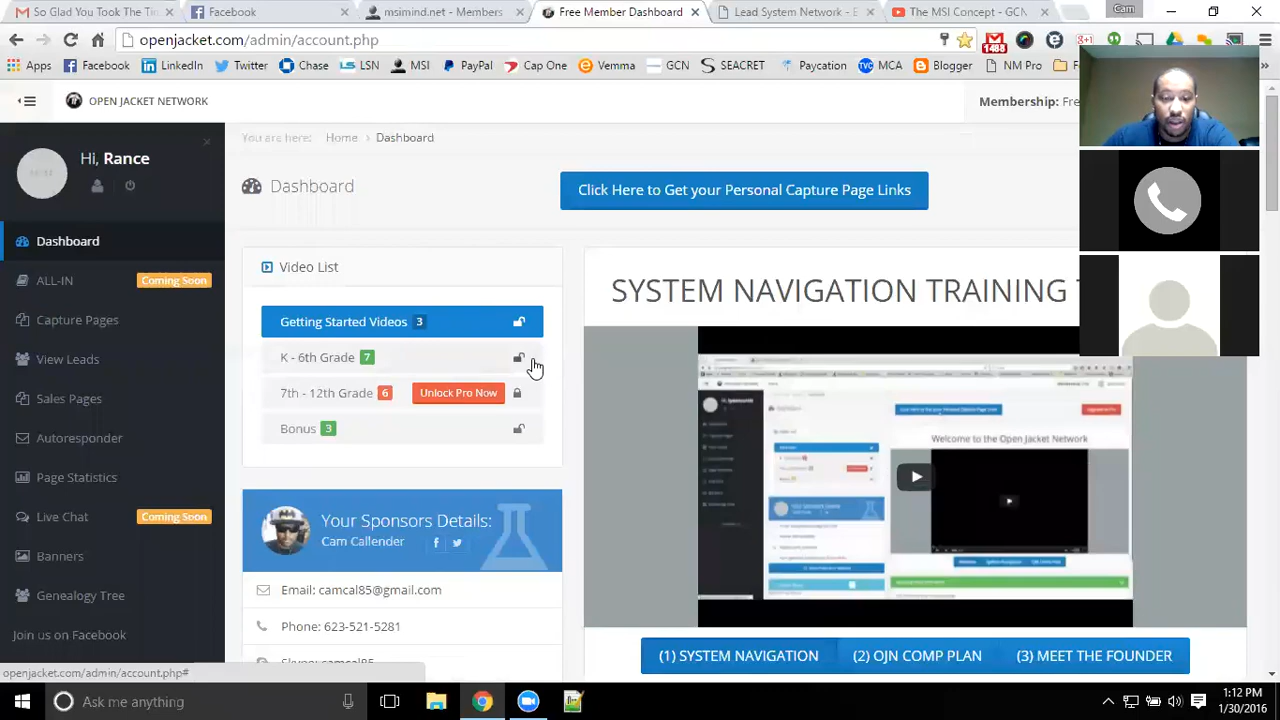 So Glad You Took The Ti
Facebook
msimind.net - Members
Free Member Dashboard
Lead System Network - E
The MSI Concept - GCN
Cam
openjacket.com/admin/account.php
1485
Apps
Facebook
LinkedIn
Twitter
Chase
LSN
MSI
PayPal
Cap One
Vemma
GCN
SEACRET
Paycation
MCA
Blogger
NM Pro
OPEN JACKET NETWORK
Membership: Fre
You are here: Home > Dashboard
Hi, Rance
Dashboard
Click Here to Get your Personal Capture Page Links
Dashboard
ALL-IN Coming Soon
Capture Pages
View Leads
Sales Pages
Autoresponder
Page Statistics
Live Chat Coming Soon
Banners
Genealogy Tree
Join us on Facebook
Video List
Getting Started Videos 3
K - 6th Grade 7
7th - 12th Grade Unlock Pro Now
Bonus 3
Your Sponsors Details:
Cam Callender
Email: camcal85@gmail.com
Phone: 623-521-5281
Skype: camcal85
SYSTEM NAVIGATION TRAINING
Welcome to the Open Jacket Network
(1) SYSTEM NAVIGATION
(2) OJN COMP PLAN
(3) MEET THE FOUNDER
openjacket.com/admin/account.php#
Ask me anything
1:12 PM
1/30/2016